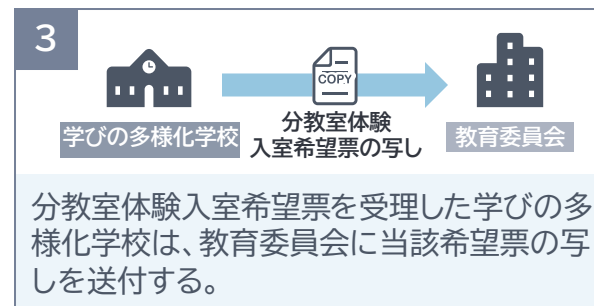 3
COPY
学びの多様化学校
分教室体験
入室希望票の写し
教育委員会
分教室体験入室希望票を受理した学びの多
様化学校は、教育委員会に当該希望票の写
しを送付する。